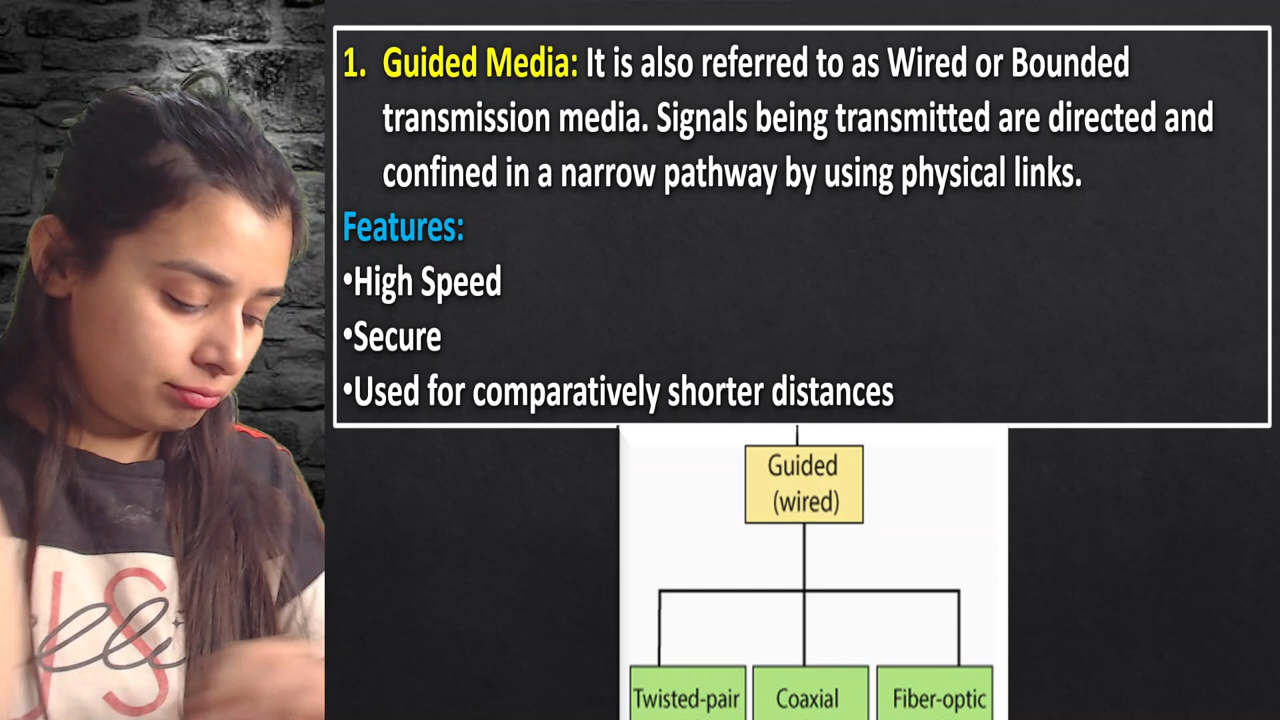 1. Guided Media: It is also referred to as Wired or Bounded
transmission media. Signals being transmitted are directed and
confined in a narrow pathway by using physical links.
Features:
•High Speed
•Secure
•Used for comparatively shorter distances
Guided
(wired)
Twisted-pair
Coaxial
Fiber-optic